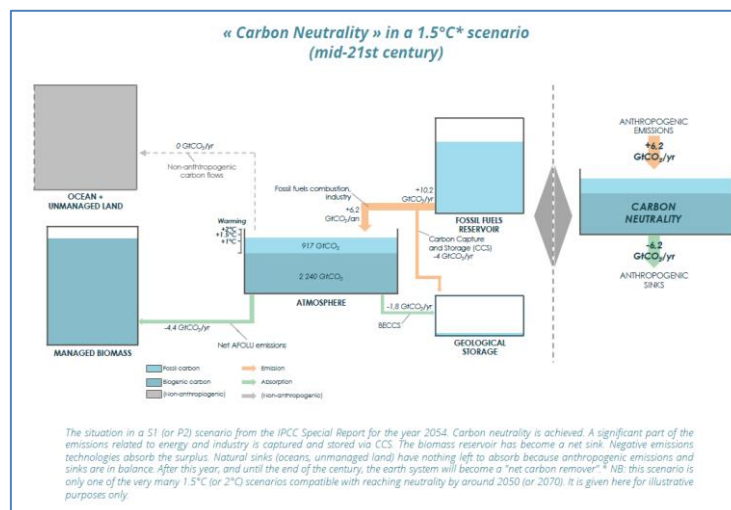 « Carbon Neutrality » in a 1.5°C* scenario
(mid-21st century)
0 GtCO₂/yr
Non-anthropogenic
carbon flows
OCEAN +
UNMANAGED LAND
Warming
+2°C
+1.5°C
+1°C
Fossil fuels combustion,
industry
+6,2
GtCO₂/an
+10,2
GtCO₂/yr
FOSSIL FUELS
RESERVOIR
Carbon Capture
and Storage (CCS)
-4 GtCO₂/yr
917 GtCO₂
2 240 GtCO₂
ATMOSPHERE
-1,8 GtCO₂/yr
BECCS
GEOLOGICAL
STORAGE
-4,4 GtCO₂/yr
Net AFOLU emissions
MANAGED BIOMASS
Fossil carbon
Biogenic carbon
(Non-anthropogenic)
Emission
Absorption
(Non-anthropogenic)
ANTHROPOGENIC
EMISSIONS
+6,2
GtCO₂/yr
CARBON
NEUTRALITY
-6,2
GtCO₂/yr
ANTHROPOGENIC
SINKS
The situation in a S1 (or P2) scenario from the IPCC Special Report for the year 2054. Carbon neutrality is achieved. A significant part of the
emissions related to energy and industry is captured and stored via CCS. The biomass reservoir has become a net sink. Negative emissions
technologies absorb the surplus. Natural sinks (oceans, unmanaged land) have nothing left to absorb because anthropogenic emissions and
sinks are in balance. After this year, and until the end of the century, the earth system will become a "net carbon remover".* NB: this scenario is
only one of the very many 1.5°C (or 2°C) scenarios compatible with reaching neutrality by around 2050 (or 2070). It is given here for illustrative
purposes only.